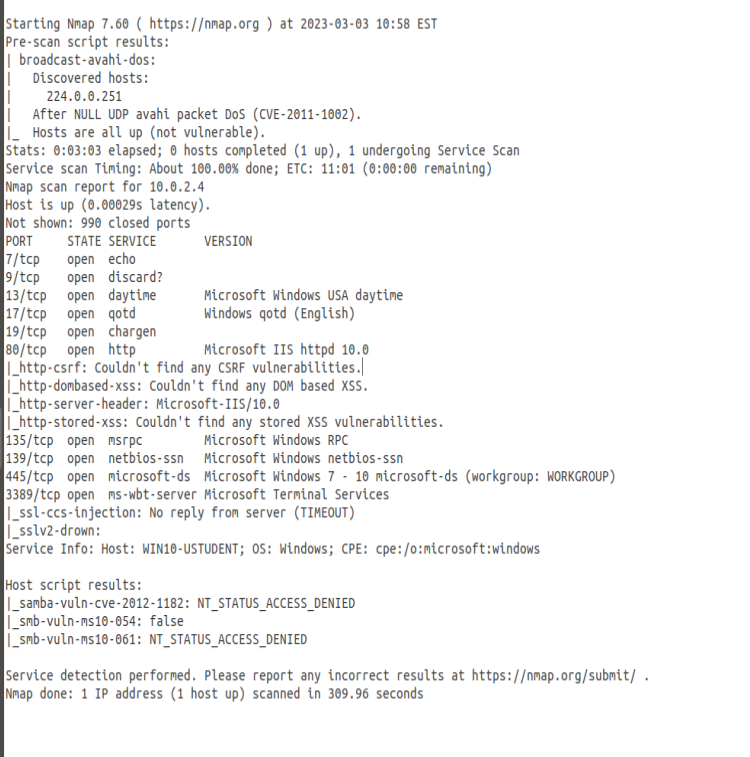 Starting Nmap 7.60 ( https://nmap.org ) at 2023-03-03 10:58 EST
Pre-scan script results:
| broadcast-avahi-dos:
|   Discovered hosts:
|     224.0.0.251
|   After NULL UDP avahi packet DoS (CVE-2011-1002).
|_  Hosts are all up (not vulnerable).
Stats: 0:03:03 elapsed; 0 hosts completed (1 up), 1 undergoing Service Scan
Service scan Timing: About 100.00% done; ETC: 11:01 (0:00:00 remaining)
Nmap scan report for 10.0.2.4
Host is up (0.00029s latency).
Not shown: 990 closed ports
PORT     STATE SERVICE       VERSION
7/tcp    open  echo
9/tcp    open  discard?
13/tcp   open  daytime       Microsoft Windows USA daytime
17/tcp   open  qotd          Windows qotd (English)
19/tcp   open  chargen
80/tcp   open  http          Microsoft IIS httpd 10.0
|_http-csrf: Couldn't find any CSRF vulnerabilities.
|_http-dombased-xss: Couldn't find any DOM based XSS.
|_http-server-header: Microsoft-IIS/10.0
|_http-stored-xss: Couldn't find any stored XSS vulnerabilities.
135/tcp  open  msrpc         Microsoft Windows RPC
139/tcp  open  netbios-ssn   Microsoft Windows netbios-ssn
445/tcp  open  microsoft-ds  Microsoft Windows 7 - 10 microsoft-ds (workgroup: WORKGROUP)
3389/tcp open  ms-wbt-server Microsoft Terminal Services
|_ssl-ccs-injection: No reply from server (TIMEOUT)
|_sslv2-drown:
Service Info: Host: WIN10-USTUDENT; OS: Windows; CPE: cpe:/o:microsoft:windows

Host script results:
|_samba-vuln-cve-2012-1182: NT_STATUS_ACCESS_DENIED
|_smb-vuln-ms10-054: false
|_smb-vuln-ms10-061: NT_STATUS_ACCESS_DENIED

Service detection performed. Please report any incorrect results at https://nmap.org/submit/ .
Nmap done: 1 IP address (1 host up) scanned in 309.96 seconds